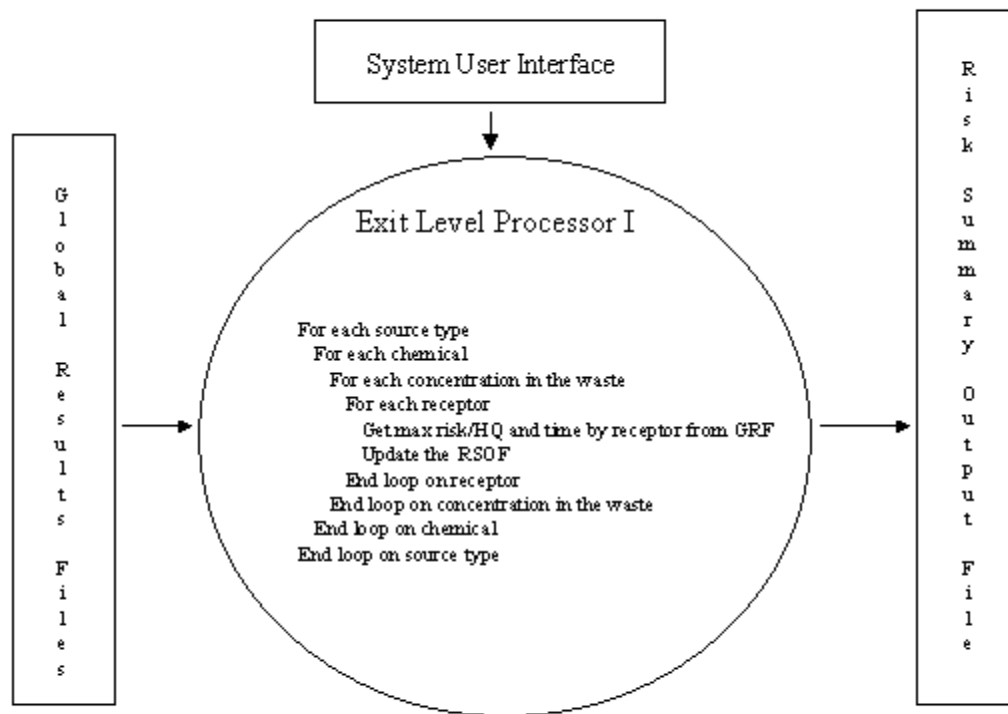 System User Interface
Global Results Files
Exit Level Processor I
For each source type
For each chemical
For each concentration in the waste
For each receptor
Get max risk/HQ and time by receptor from GRF
Update the RSOF
End loop on receptor
End loop on concentration in the waste
End loop on chemical
End loop on source type
Risk Summary Output File